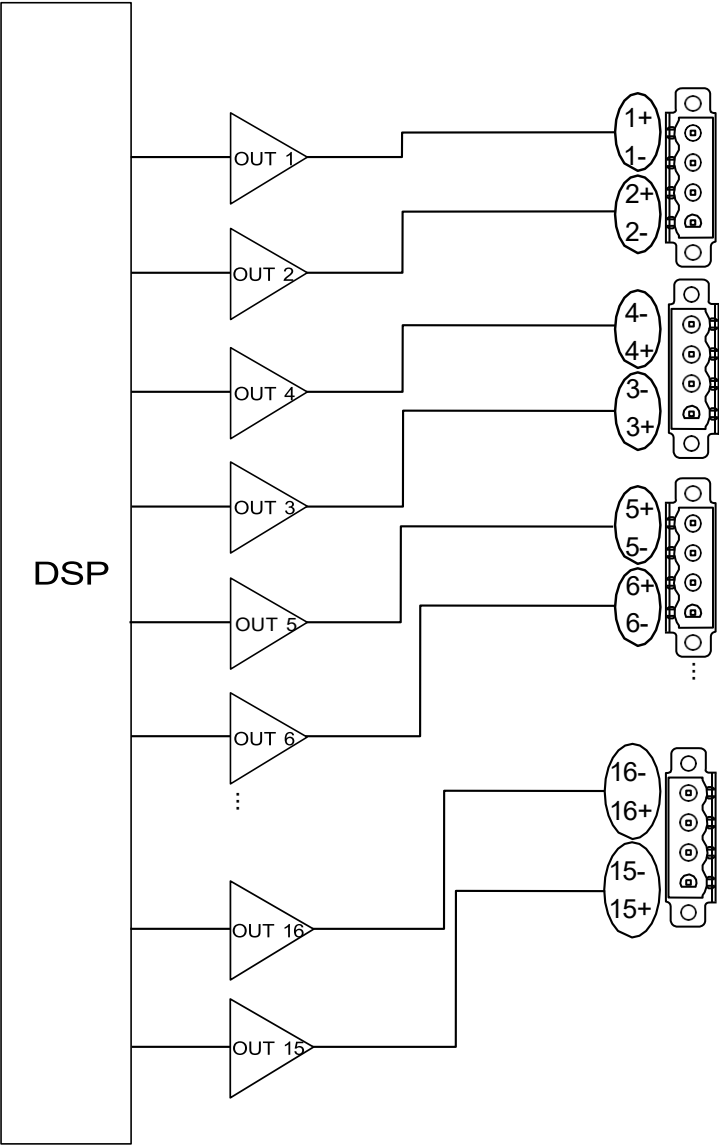 DSP
OUT 1
OUT 2
OUT 4
OUT 3
OUT 5
OUT 6
...
OUT 16
OUT 15
1+
1-
2+
2-
4-
4+
3-
3+
5+
5-
6+
6-
...
16-
16+
15-
15+